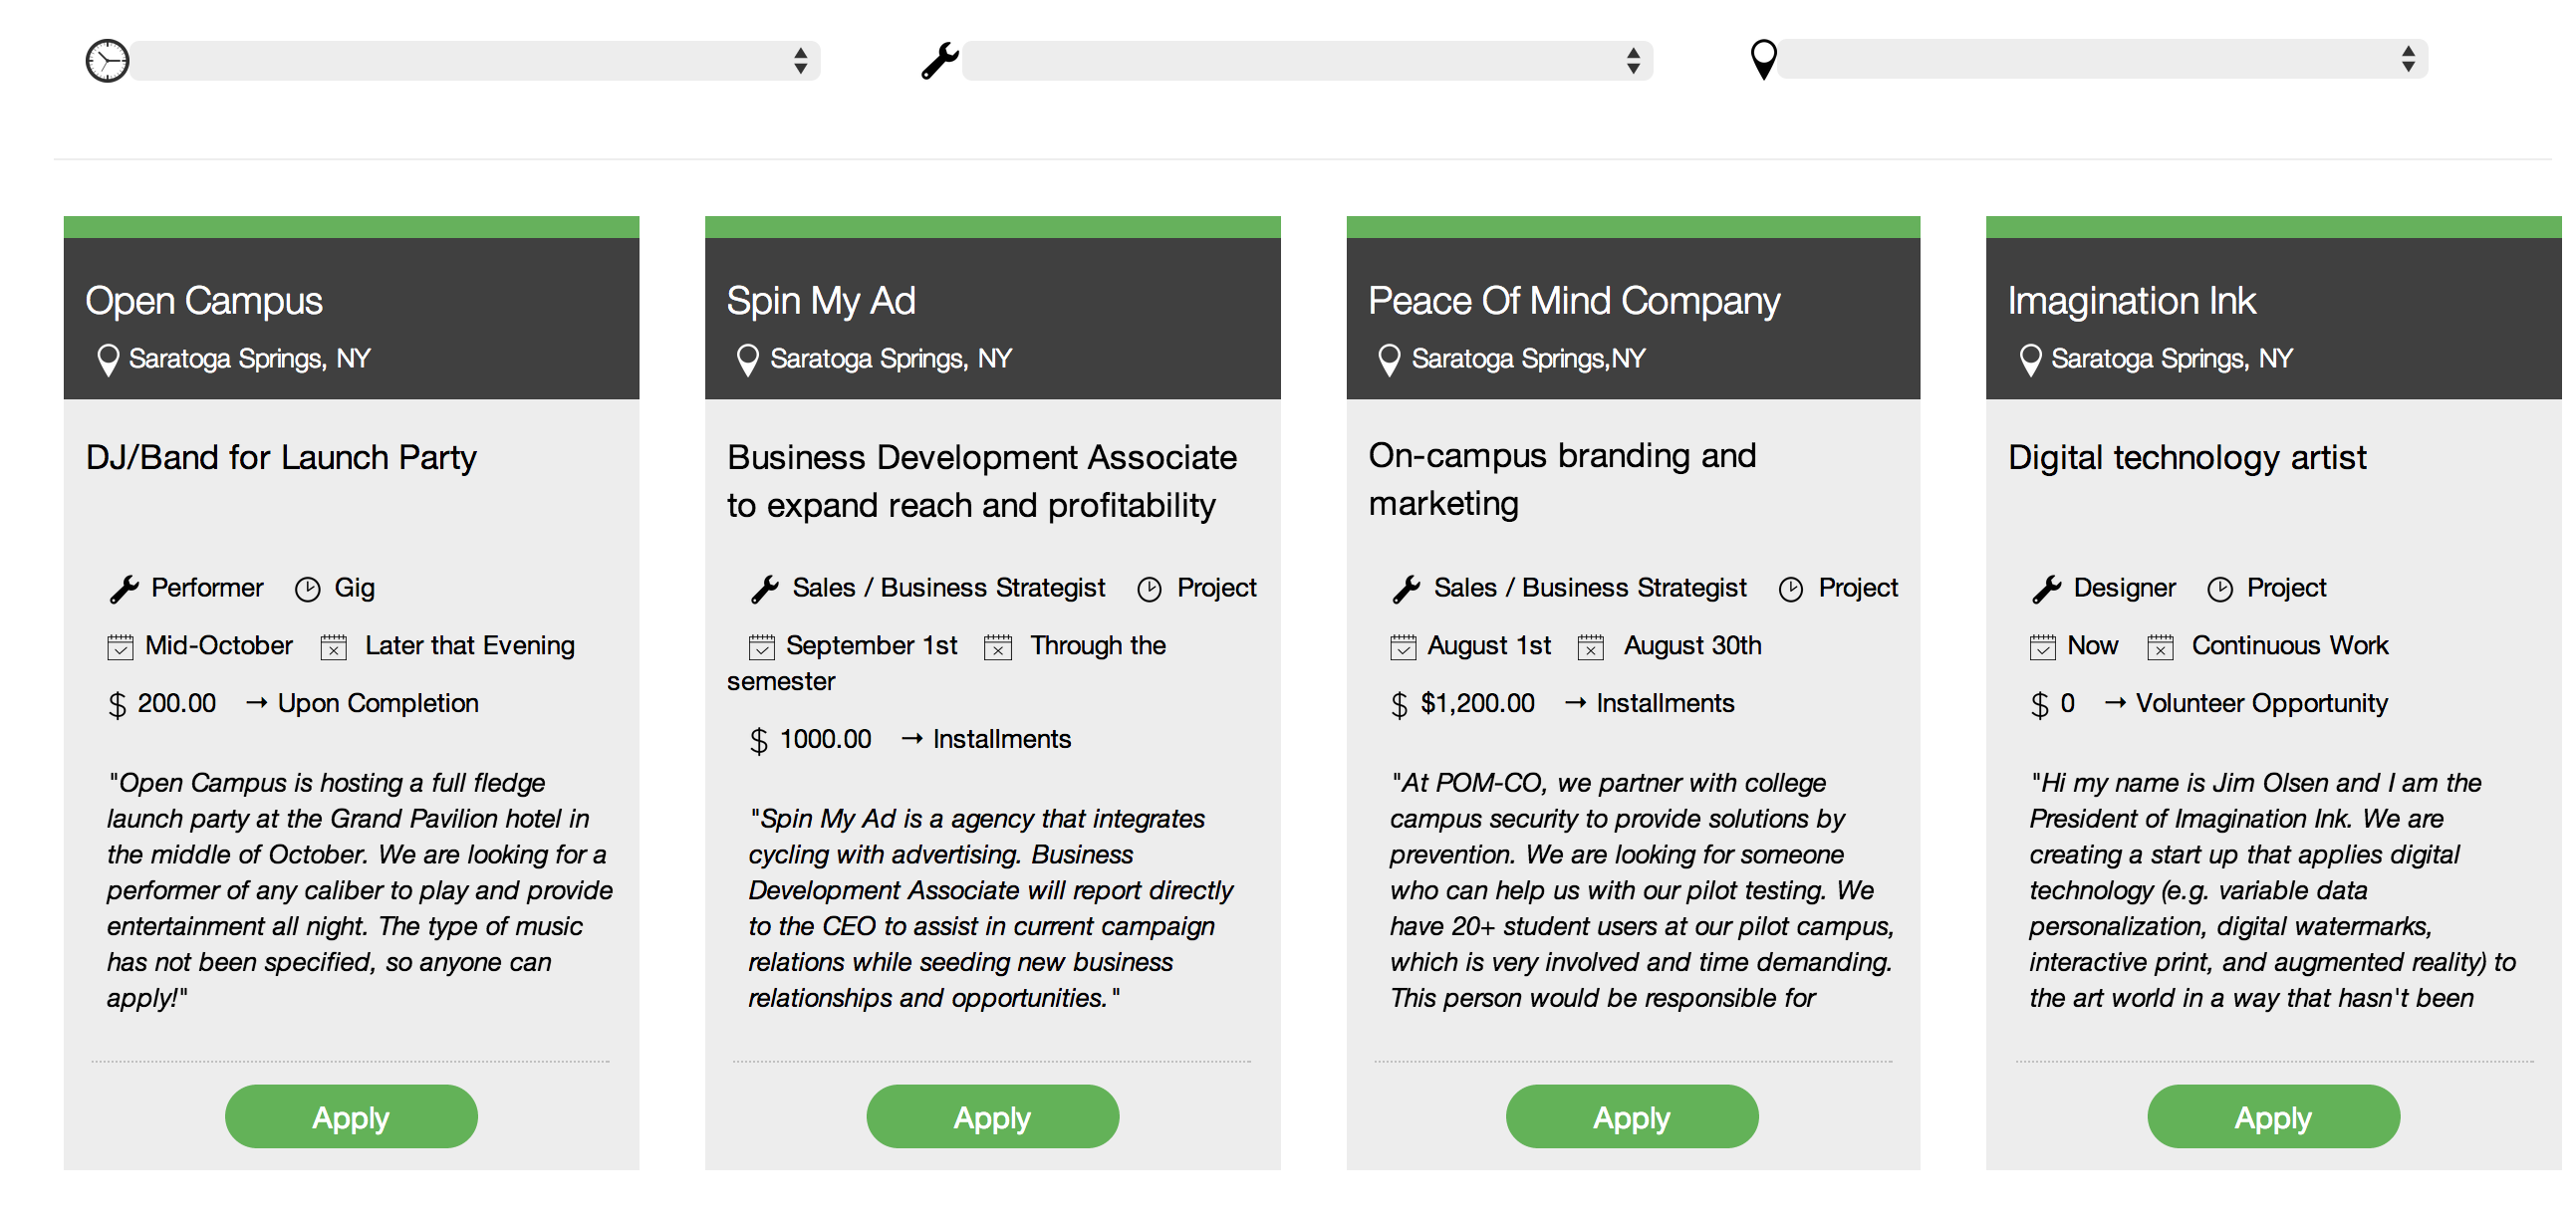 Open Campus
Saratoga Springs, NY
DJ/Band for Launch Party
Performer Gig
Mid-October Later that Evening
$ 200.00 → Upon Completion
"Open Campus is hosting a full fledge
launch party at the Grand Pavilion hotel in
the middle of October. We are looking for a
performer of any caliber to play and provide
entertainment all night. The type of music
has not been specified, so anyone can
apply!"
Apply
Spin My Ad
Saratoga Springs, NY
Business Development Associate
to expand reach and profitability
Sales / Business Strategist Project
September 1st Through the
semester
$ 1000.00 → Installments
"Spin My Ad is a agency that integrates
cycling with advertising. Business
Development Associate will report directly
to the CEO to assist in current campaign
relations while seeding new business
relationships and opportunities."
Apply
Peace Of Mind Company
Saratoga Springs,NY
On-campus branding and
marketing
Sales / Business Strategist Project
August 1st August 30th
$ $1,200.00 → Installments
"At POM-CO, we partner with college
campus security to provide solutions by
prevention. We are looking for someone
who can help us with our pilot testing. We
have 20+ student users at our pilot campus,
which is very involved and time demanding.
This person would be responsible for
Apply
Imagination Ink
Saratoga Springs, NY
Digital technology artist
Designer Project
Now Continuous Work
$ 0 → Volunteer Opportunity
"Hi my name is Jim Olsen and I am the
President of Imagination Ink. We are
creating a start up that applies digital
technology (e.g. variable data
personalization, digital watermarks,
interactive print, and augmented reality) to
the art world in a way that hasn't been
Apply